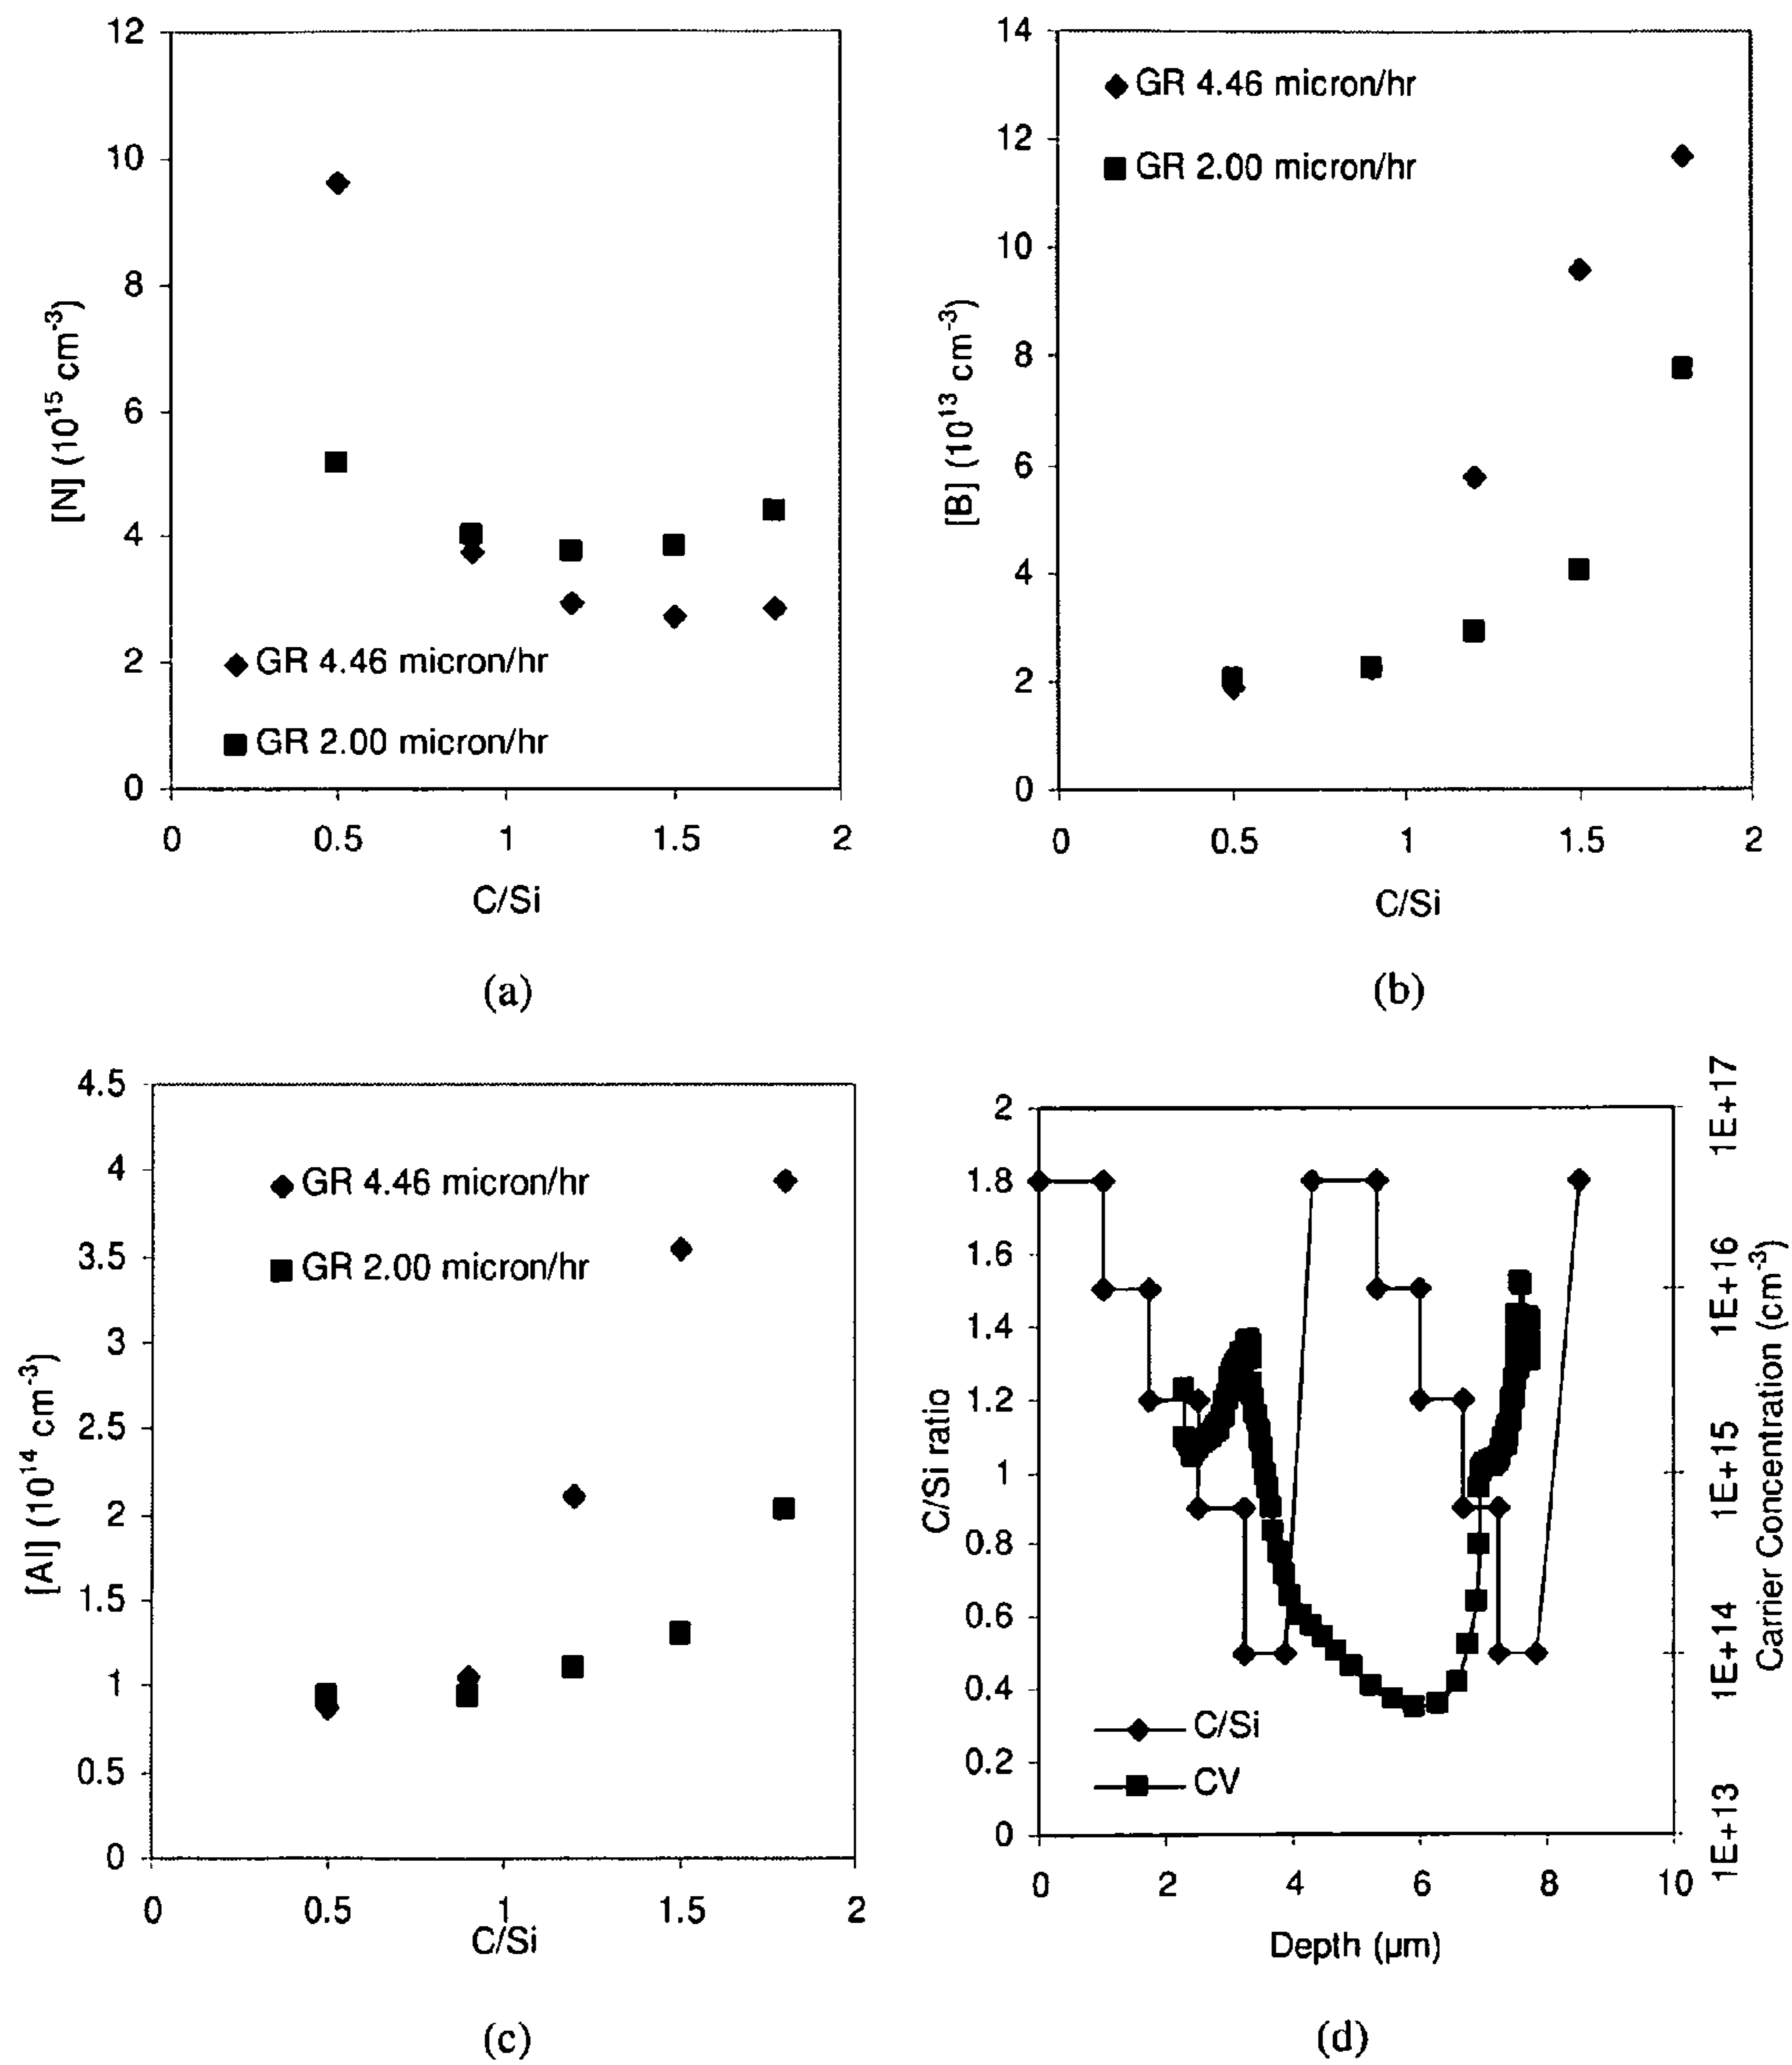 12
10
8
6
4
2
0
[N] (10¹⁵ cm⁻³)
GR 4.46 micron/hr
GR 2.00 micron/hr
0 0.5 1 1.5 2
C/Si
(a)
14
12
10
8
6
4
2
0
[B] (10¹³ cm⁻³)
GR 4.46 micron/hr
GR 2.00 micron/hr
0 0.5 1 1.5 2
C/Si
(b)
4.5
4
3.5
3
2.5
2
1.5
1
0.5
0
[Al] (10¹⁴ cm⁻³)
GR 4.46 micron/hr
GR 2.00 micron/hr
0 0.5 1 1.5 2
C/Si
(c)
2
1.8
1.6
1.4
1.2
1
0.8
0.6
0.4
0.2
0
C/Si ratio
C/Si
CV
1E+17
1E+16
1E+15
1E+14
1E+13
Carrier Concentration (cm⁻³)
0 2 4 6 8 10
Depth (µm)
(d)